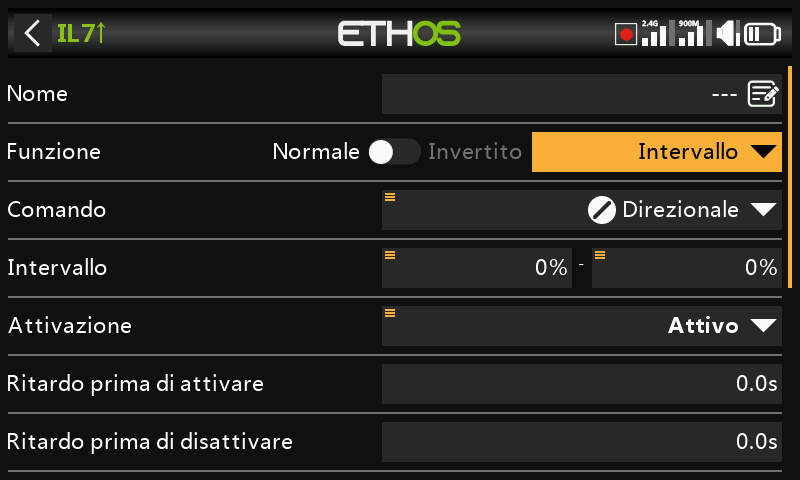 IL7↑ ETHOS 2.4G 900M
Nome ---
Funzione Normale Invertito Intervallo
Comando Direzionale
Intervallo 0% - 0%
Attivazione Attivo
Ritardo prima di attivare 0.0s
Ritardo prima di disattivare 0.0s